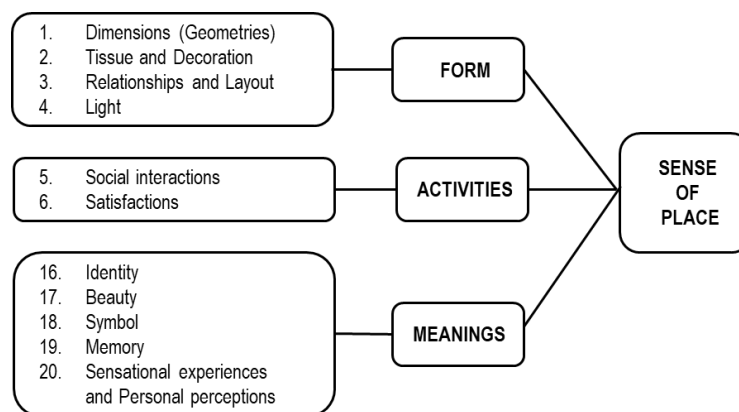 1. Dimensions (Geometries)
2. Tissue and Decoration
3. Relationships and Layout
4. Light
FORM
5. Social interactions
6. Satisfactions
ACTIVITIES
16. Identity
17. Beauty
18. Symbol
19. Memory
20. Sensational experiences
and Personal perceptions
MEANINGS
SENSE
OF
PLACE